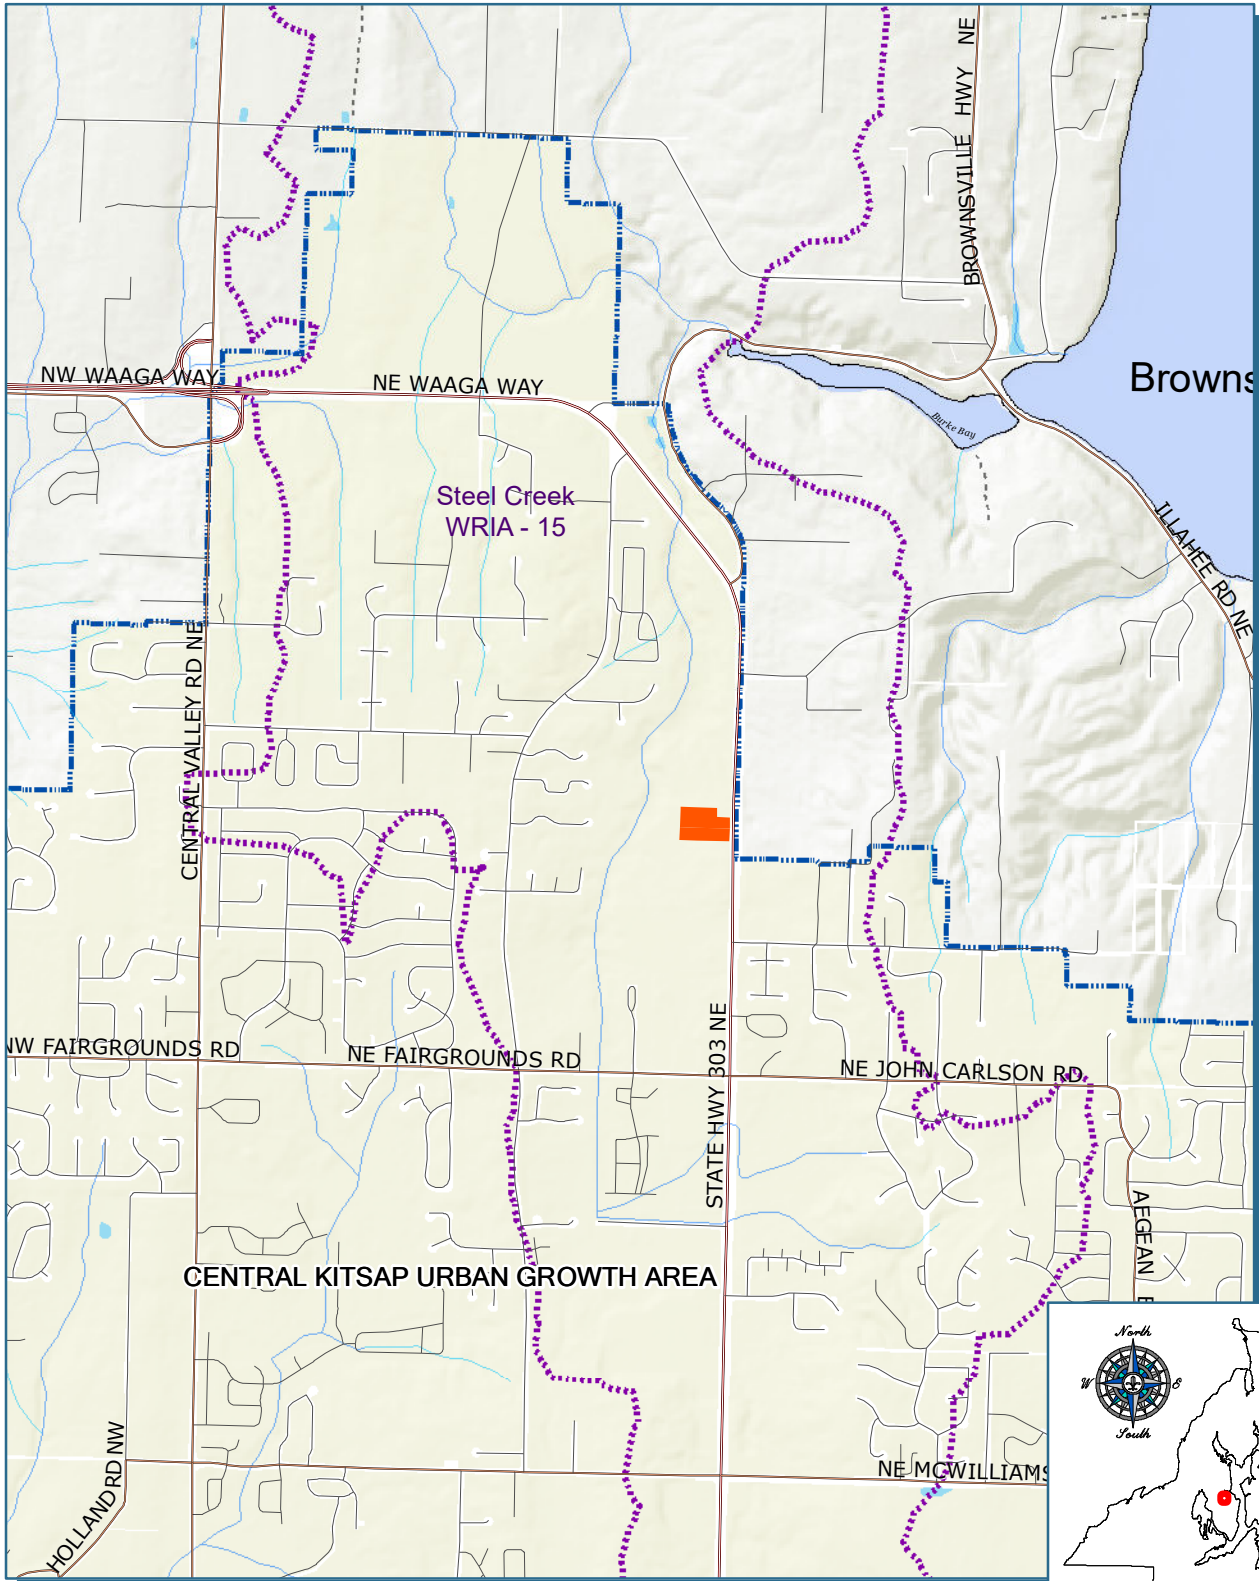 BROWNSVILLE HWY NE
Browns
NW WAAGA WAY
NE WAAGA WAY
Burke Bay
Steel Creek
WRIA - 15
ILLAHEE RD NE
CENTRAL VALLEY RD NE
NW FAIRGROUNDS RD
NE FAIRGROUNDS RD
STATE HWY 303 NE
NE JOHN CARLSON RD
AEGEAN
CENTRAL KITSAP URBAN GROWTH AREA
HOLLAND RD NW
NE MCWILLIAMS
North
W
E
South